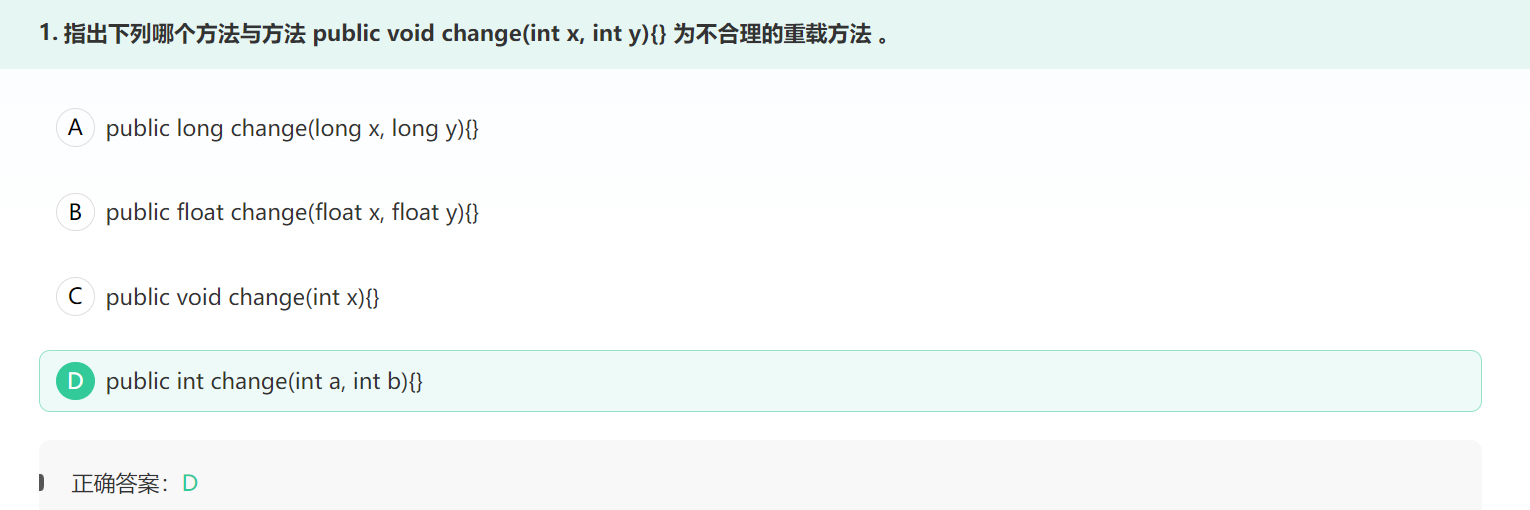 1. 指出下列哪个方法与方法 public void change(int x, int y){} 为不合理的重载方法 。
A public long change(long x, long y){}
B public float change(float x, float y){}
C public void change(int x){}
D public int change(int a, int b){}
正确答案： D